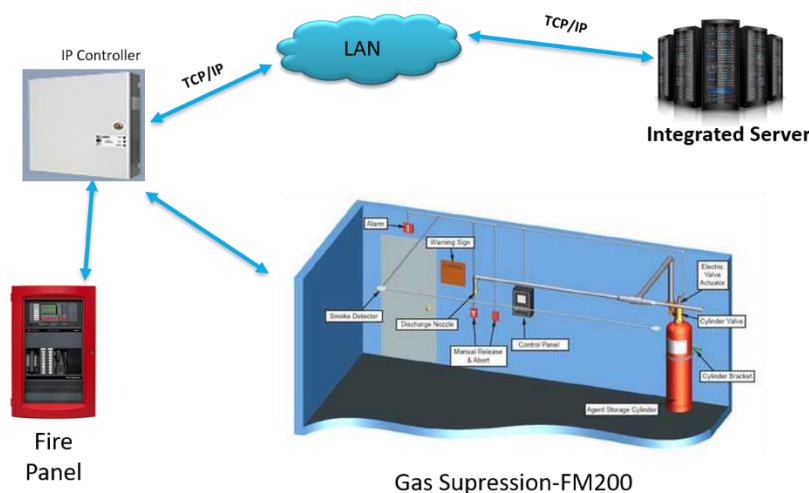 IP Controller
TCP/IP
LAN
TCP/IP
Integrated Server
Fire
Panel
Alarm
Warning Sign
Smoke Detector
Discharge Nozzle
Manual Release
& Abort
Control Panel
Electric
Valve
Actuator
Cylinder Valve
Cylinder Bracket
Agent Storage Cylinder
Gas Supression-FM200